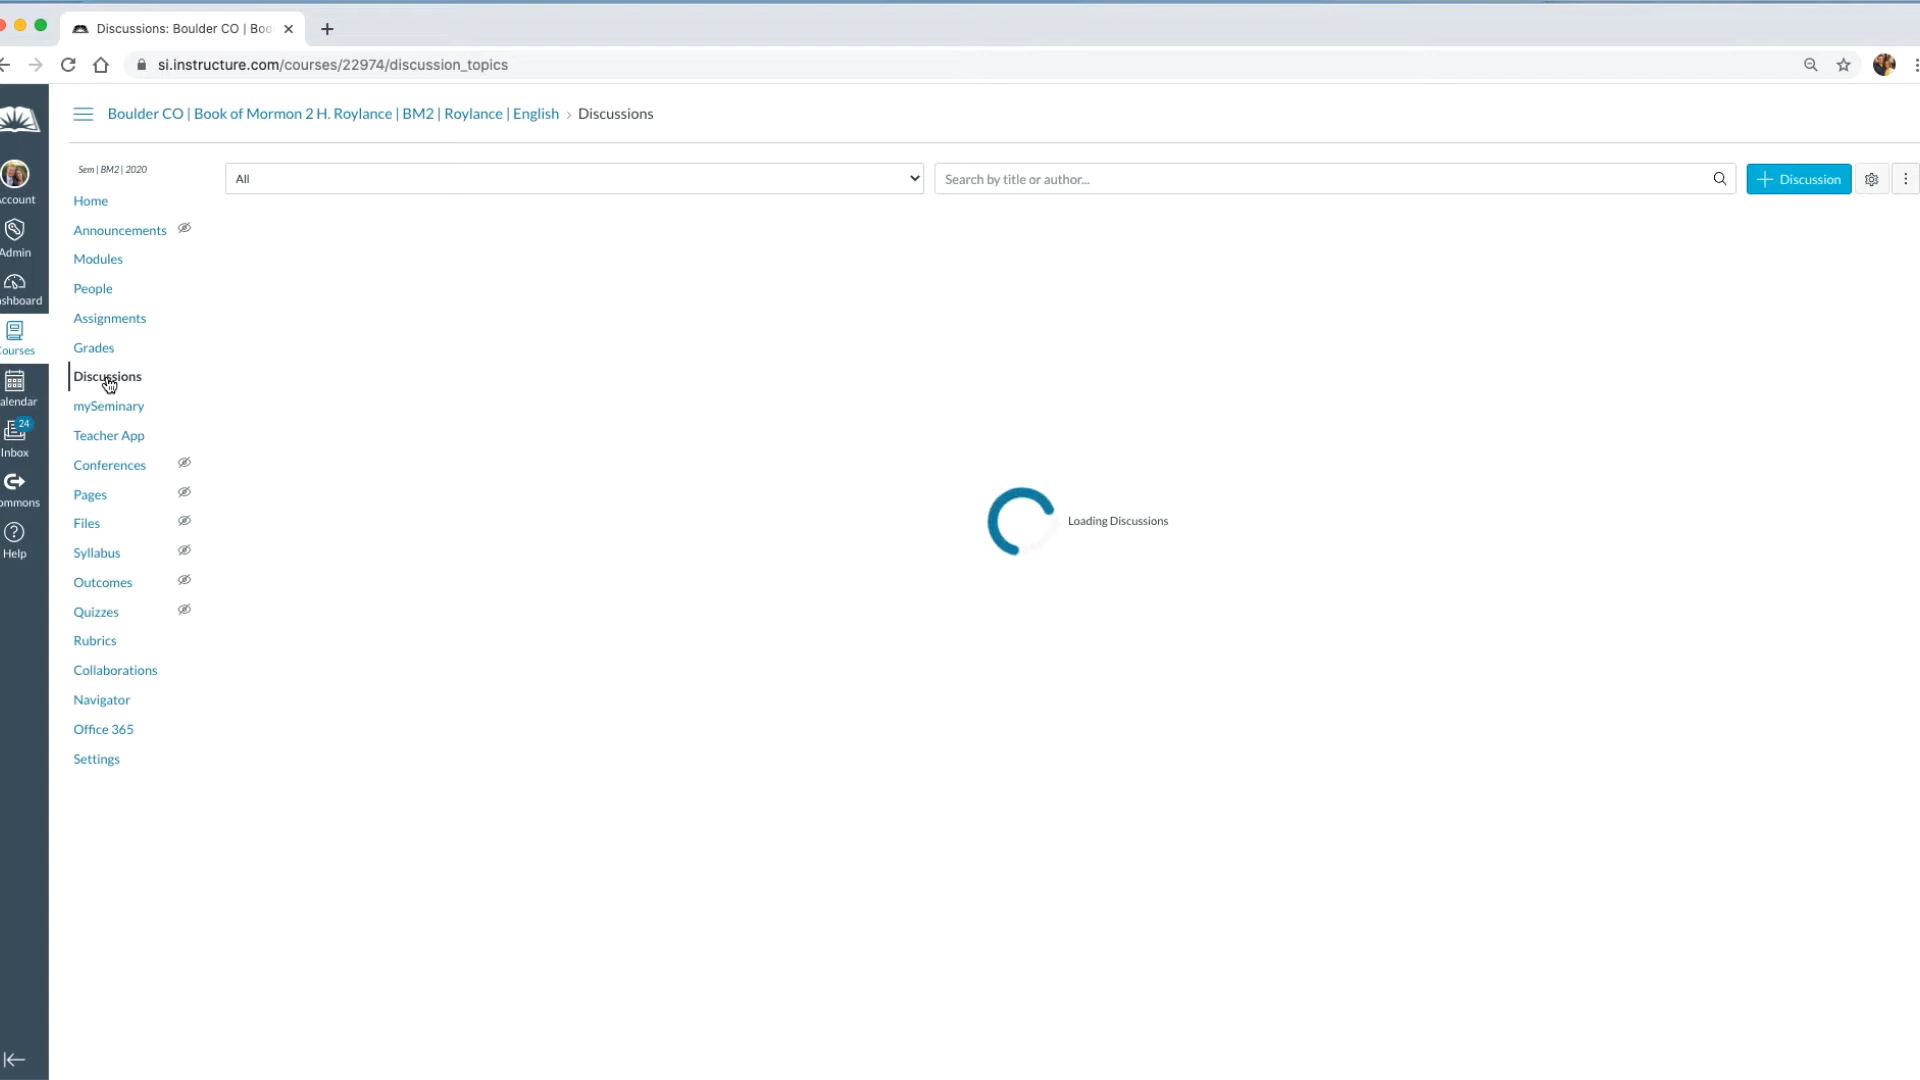 Discussions: Boulder CO | Boo
si.instructure.com/courses/22974/discussion_topics
Boulder CO | Book of Mormon 2 H. Roylance | BM2 | Roylance | English › Discussions
Sem | BM2 | 2020
All
Search by title or author...
Discussion
Home
Announcements
Modules
People
Assignments
Grades
Discussions
mySeminary
Teacher App
Conferences
Pages
Files
Syllabus
Outcomes
Quizzes
Rubrics
Collaborations
Navigator
Office 365
Settings
ccount
Admin
shboard
ourses
alendar
24
Inbox
ommons
Help
Loading Discussions